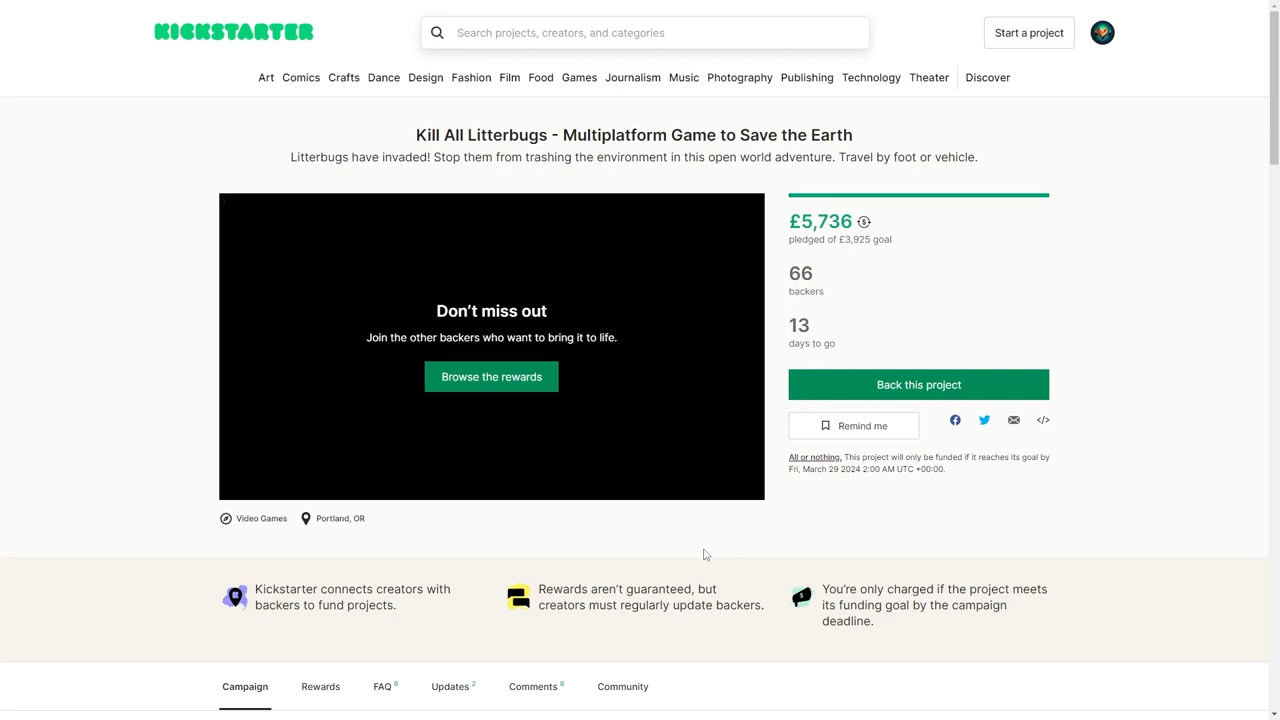 KICKSTARTER
Search projects, creators, and categories
Start a project
Art Comics Crafts Dance Design Fashion Film Food Games Journalism Music Photography Publishing Technology Theater Discover
Kill All Litterbugs - Multiplatform Game to Save the Earth
Litterbugs have invaded! Stop them from trashing the environment in this open world adventure. Travel by foot or vehicle.
Don't miss out
Join the other backers who want to bring it to life.
Browse the rewards
£5,736
pledged of £3,925 goal
66
backers
13
days to go
Back this project
Remind me
All or nothing. This project will only be funded if it reaches its goal by
Fri, March 29 2024 2:00 AM UTC +00:00.
Video Games Portland, OR
Kickstarter connects creators with
backers to fund projects.
Rewards aren't guaranteed, but
creators must regularly update backers.
You're only charged if the project meets
its funding goal by the campaign
deadline.
Campaign Rewards FAQ 6 Updates 2 Comments 8 Community